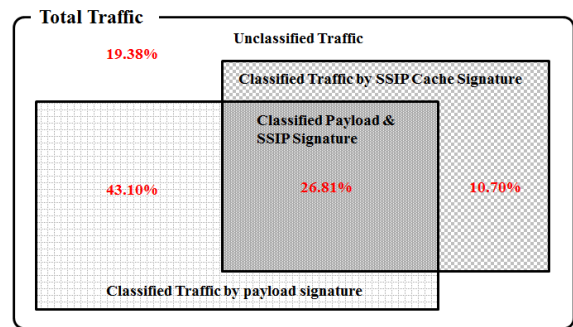 Total Traffic
Unclassified Traffic
19.38%
Classified Traffic by SSIP Cache Signature
Classified Payload &
SSIP Signature
43.10%
26.81%
10.70%
Classified Traffic by payload signature